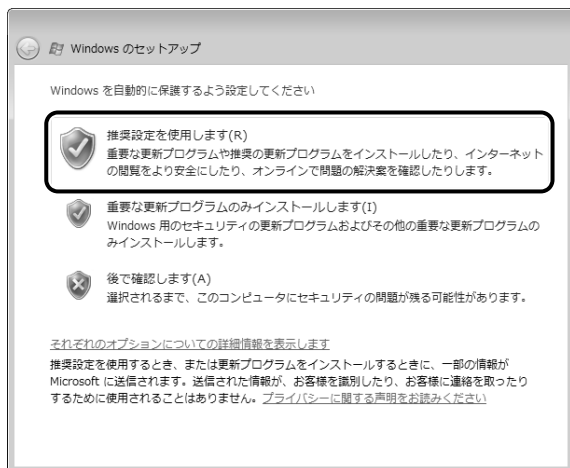 Windows のセットアップ
Windows を自動的に保護するよう設定してください
推奨設定を使用します(R)
重要な更新プログラムや推奨の更新プログラムをインストールしたり、インターネット
の閲覧をより安全にしたり、オンラインで問題の解決案を確認したりします。
重要な更新プログラムのみインストールします(I)
Windows 用のセキュリティの更新プログラムおよびその他の重要な更新プログラムの
みインストールします。
後で確認します(A)
選択されるまで、このコンピュータにセキュリティの問題が残る可能性があります。
それぞれのオプションについての詳細情報を表示します
推奨設定を使用するとき、または更新プログラムをインストールするときに、一部の情報が
Microsoft に送信されます。送信された情報が、お客様を識別したり、お客様に連絡を取ったり
するために使用されることはありません。プライバシーに関する声明をお読みください